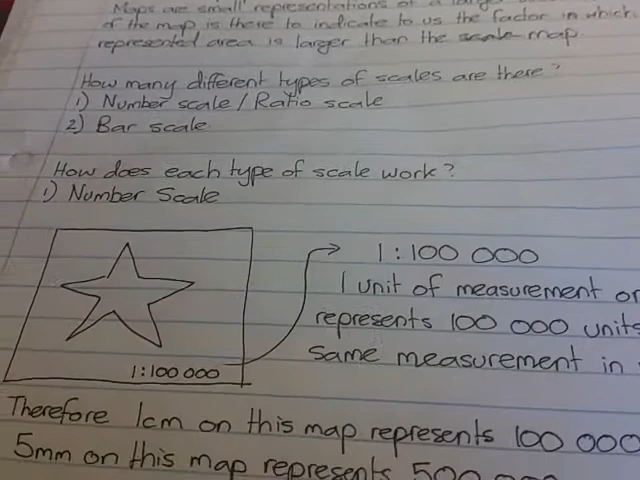 Maps are small representations of a larger
of the map is there to indicate to us the factor in which
represented area is larger than the scale map.
How many different types of scales are there?
1) Number scale / Ratio scale
2) Bar scale
How does each type of scale work?
1) Number Scale
1:100 000
1 unit of measurement on
represents 100 000 units
same measurement in
1:100 000
Therefore 1cm on this map represents 100 000
5mm on this map represents 500 000